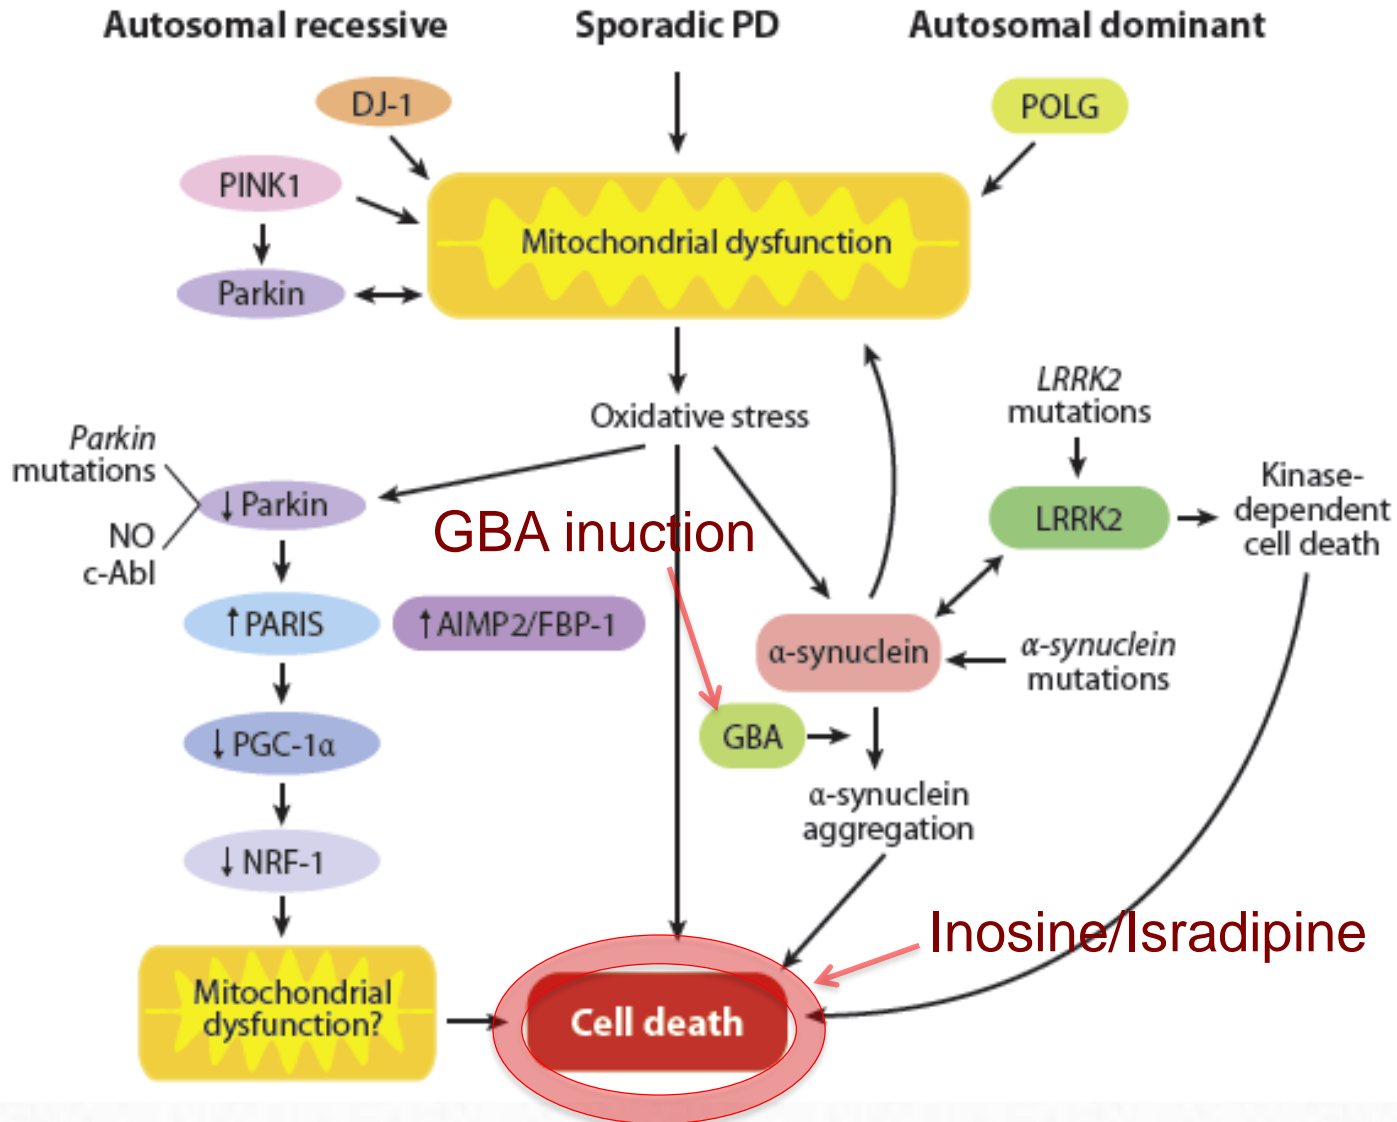 Autosomal recessive
Sporadic PD
Autosomal dominant
DJ-1
POLG
PINK1
Mitochondrial dysfunction
Parkin
Oxidative stress
LRRK2
mutations
Parkin
mutations
↓ Parkin
NO
c-Abl
GBA inuction
LRRK2
Kinase-
dependent
cell death
↑ PARIS
↑ AIMP2/FBP-1
α-synuclein
α-synuclein
mutations
↓ PGC-1α
GBA
α-synuclein
aggregation
↓ NRF-1
Inosine/Isradipine
Mitochondrial
dysfunction?
Cell death